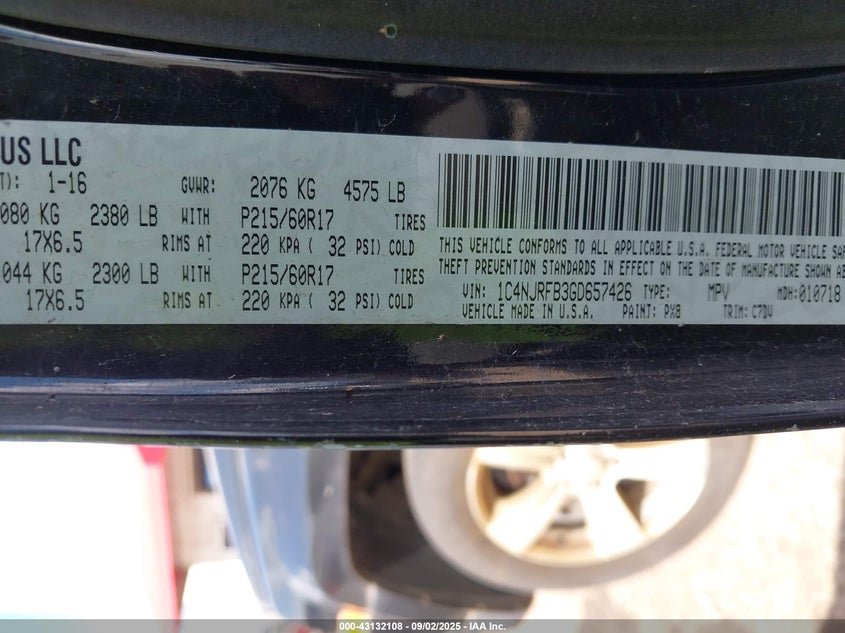 US LLC
T): 1-16 GVWR: 2076 KG 4575 LB
080 KG 2380 LB WITH P215/60R17 TIRES
17X6.5 RIMS AT 220 KPA ( 32 PSI) COLD
044 KG 2300 LB WITH P215/60R17 TIRES
17X6.5 RIMS AT 220 KPA ( 32 PSI) COLD
THIS VEHICLE CONFORMS TO ALL APPLICABLE U.S.A. FEDERAL MOTOR VEHICLE SAF
THEFT PREVENTION STANDARDS IN EFFECT ON THE DATE OF MANUFACTURE SHOWN AB
VIN: 1C4NJRFB3GD657426 TYPE: MPV MDH: 010718
VEHICLE MADE IN U.S.A. PAINT: PX8 TRIM: C7DV
000-43132108 - 09/02/2025 - IAA Inc.